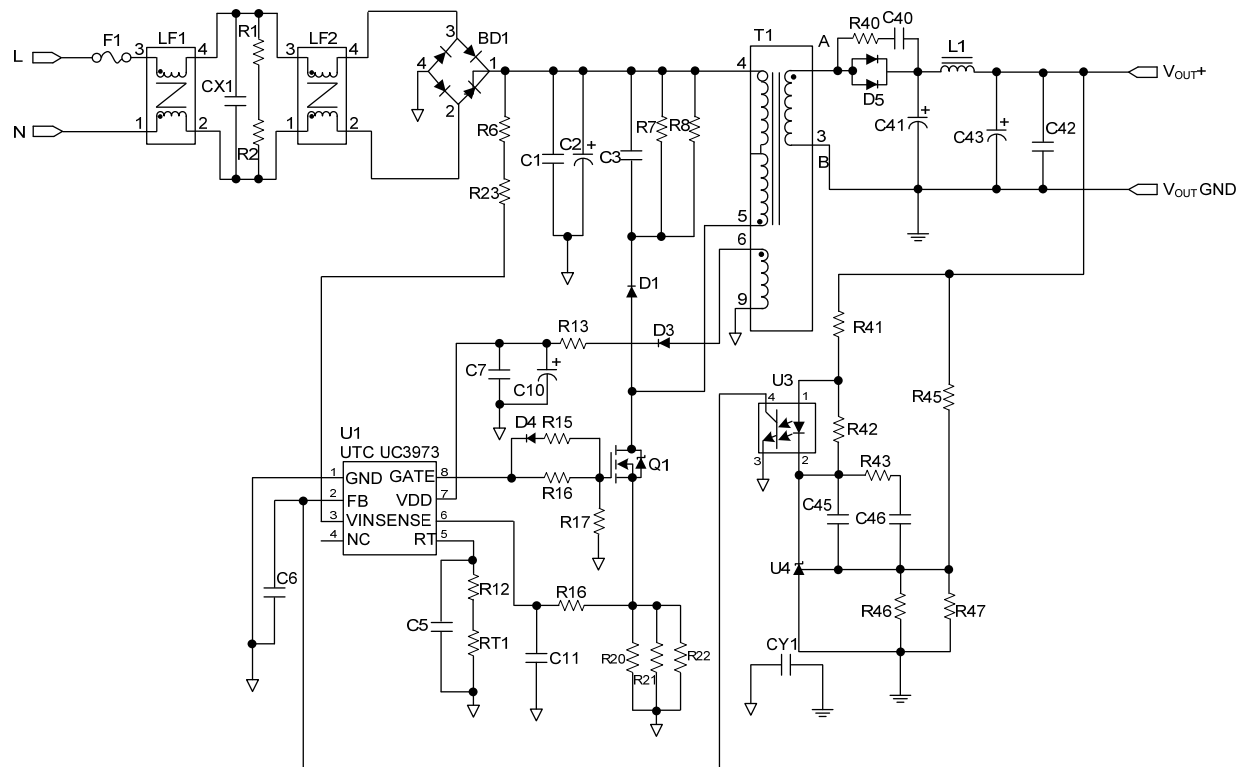 L
F1
3
LF1
4
CX1
R1
R2
3
LF2
4
N
1
2
1
2
3
BD1
4
1
2
R6
R23
C1
C2
+
C3
R7
R8
T1
4
5
6
9
A
3
B
R40
C40
D5
C41
+
L1
C43
+
C42
VOUT+
VOUT GND
D1
R13
D3
C7
C10
+
D4
R15
R16
R17
Q1
U1
UTC UC3973
1
GND
GATE
8
2
FB
VDD
7
3
VIN
SENSE
6
4
NC
RT
5
C6
C5
R12
RT1
R16
C11
R20
R21
R22
U3
4
1
3
2
R41
R42
R45
R43
C45
C46
U4
R46
R47
CY1